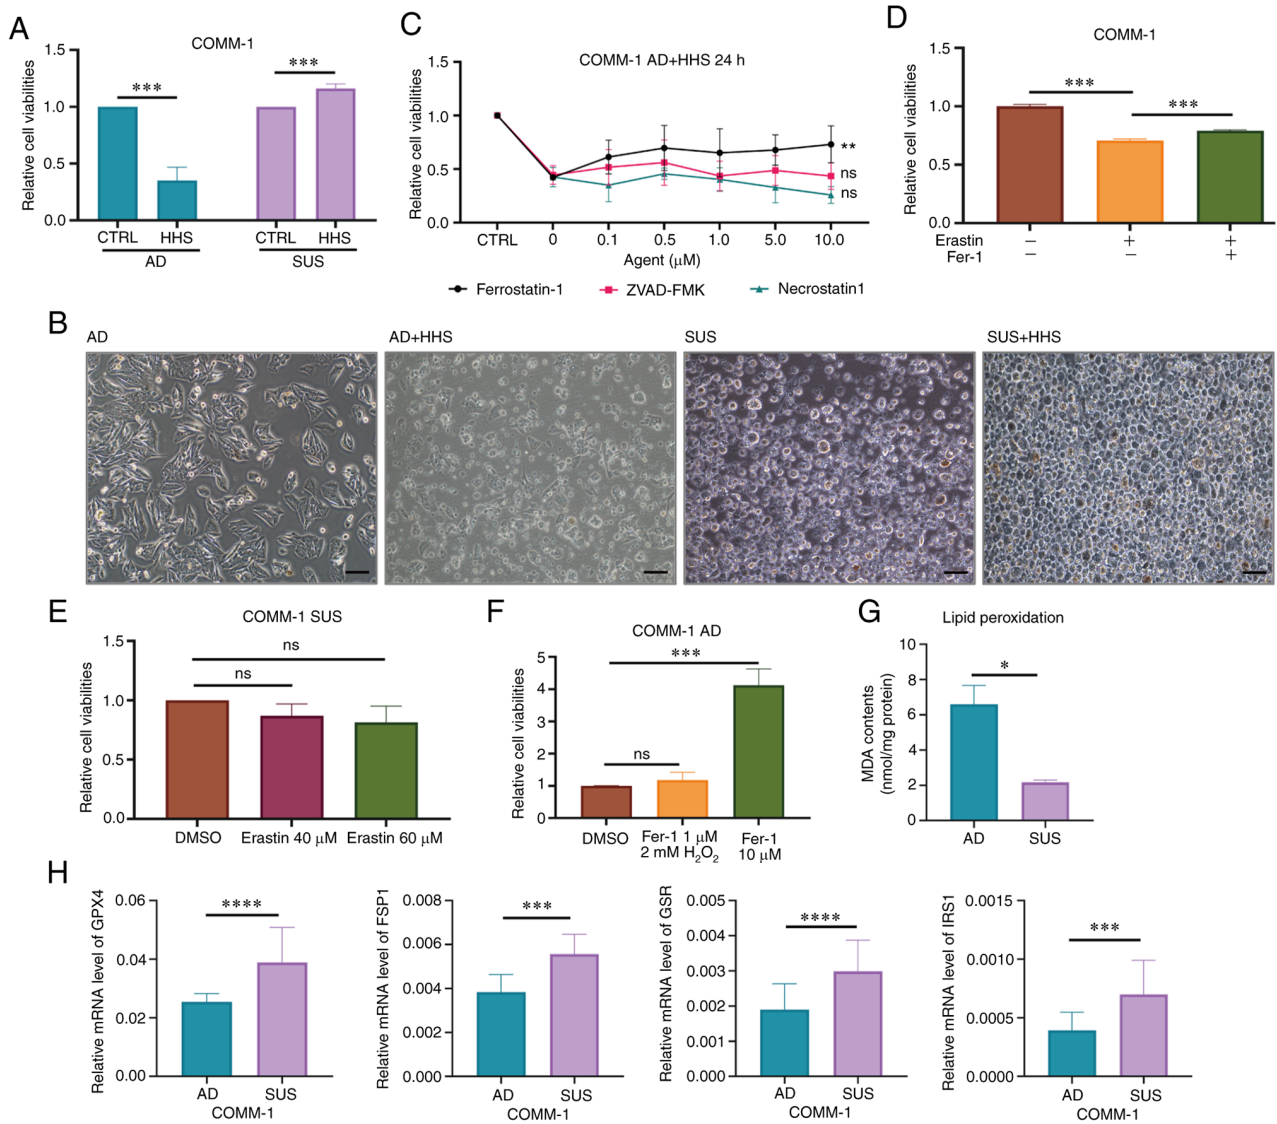 A
COMM-1
Relative cell viabilities
1.5
1.0
0.5
0.0
***
***
CTRL HHS CTRL HHS
AD SUS
C
COMM-1 AD+HHS 24 h
Relative cell viabilities
1.5
1.0
0.5
0.0
**
ns
ns
CTRL 0 0.1 0.5 1.0 5.0 10.0
Agent (μM)
Ferrostatin-1 ZVAD-FMK Necrostatin1
D
COMM-1
Relative cell viabilities
1.5
1.0
0.5
0.0
***
***
Erastin − + +
Fer-1 − − +
B
AD AD+HHS SUS SUS+HHS
E
COMM-1 SUS
Relative cell viabilities
1.5
1.0
0.5
0.0
ns
ns
DMSO Erastin 40 μM Erastin 60 μM
F
COMM-1 AD
Relative cell viabilities
5
4
3
2
1
0
***
ns
DMSO Fer-1 1 μM Fer-1
2 mM H₂O₂ 10 μM
G
Lipid peroxidation
MDA contents
(nmol/mg protein)
10
8
6
4
2
0
*
AD SUS
H
Relative mRNA level of GPX4
0.06
0.04
0.02
0.00
****
AD SUS
COMM-1
Relative mRNA level of FSP1
0.008
0.006
0.004
0.002
0.000
***
AD SUS
COMM-1
Relative mRNA level of GSR
0.005
0.004
0.003
0.002
0.001
0.000
****
AD SUS
COMM-1
Relative mRNA level of IRS1
0.0015
0.0010
0.0005
0.0000
***
AD SUS
COMM-1